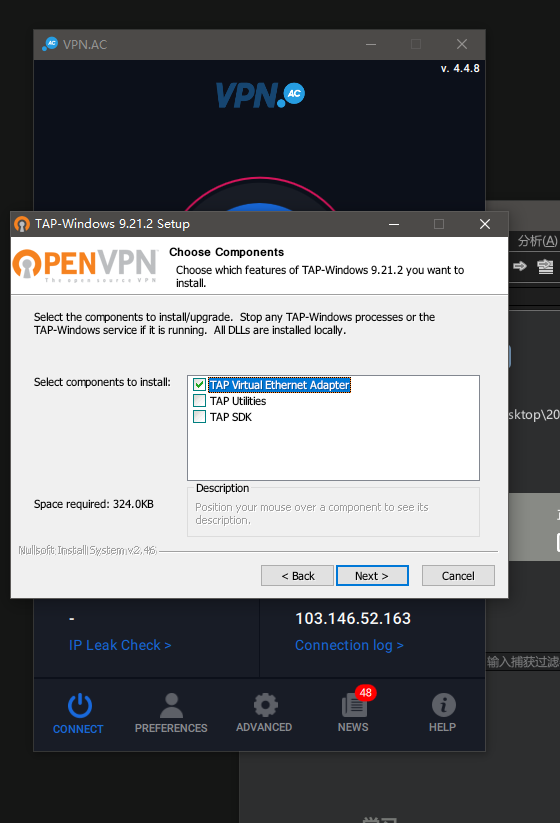 VPN.AC
v. 4.4.8
VPN.AC
TAP-Windows 9.21.2 Setup
分析(A)
OPENVPN
The open source VPN
Choose Components
Choose which features of TAP-Windows 9.21.2 you want to
install.
Select the components to install/upgrade. Stop any TAP-Windows processes or the
TAP-Windows service if it is running. All DLLs are installed locally.
Select components to install:
TAP Virtual Ethernet Adapter
TAP Utilities
TAP SDK
sktop\20
Space required: 324.0KB
Description
Position your mouse over a component to see its
description.
Nullsoft Install System v2.46
< Back
Next >
Cancel
-
103.146.52.163
IP Leak Check >
Connection log >
输入捕获过滤
48
CONNECT
PREFERENCES
ADVANCED
NEWS
HELP